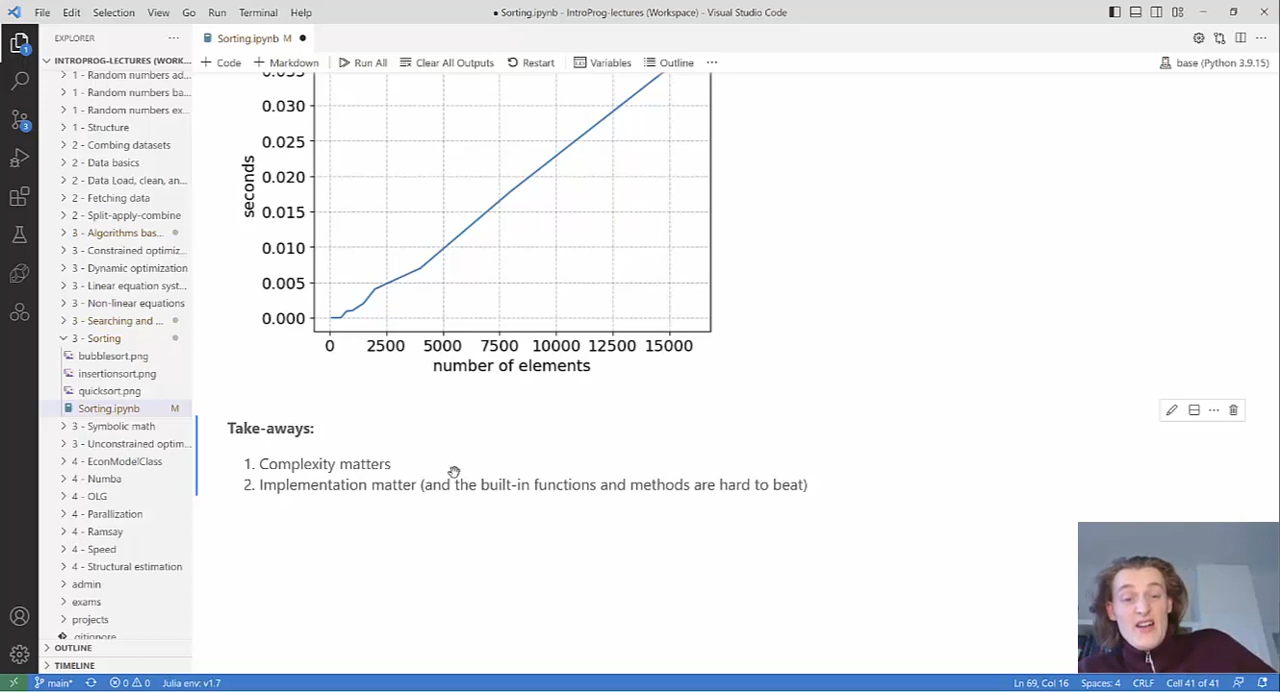 File Edit Selection View Go Run Terminal Help
● Sorting.ipynb - IntroProg-lectures (Workspace) - Visual Studio Code
EXPLORER
Sorting.ipynb M ●
INTROPROG-LECTURES (WORK...
+ Code + Markdown Run All Clear All Outputs Restart Variables Outline ...
base (Python 3.9.15)
1 - Random numbers ad...
1 - Random numbers ba...
1 - Random numbers ex...
1 - Structure
2 - Combing datasets
2 - Data basics
2 - Data Load, clean, an...
2 - Fetching data
2 - Split-apply-combine
3 - Algorithms bas...
3 - Constrained optimiz...
3 - Dynamic optimization
3 - Linear equation syst...
3 - Non-linear equations
3 - Searching and ...
3 - Sorting
bubblesort.png
insertionsort.png
quicksort.png
Sorting.ipynb M
3 - Symbolic math
3 - Unconstrained optim...
4 - EconModelClass
4 - Numba
4 - OLG
4 - Parallization
4 - Ramsay
4 - Speed
4 - Structural estimation
admin
exams
projects
.gitignore
OUTLINE
TIMELINE
1
3
0.035
0.030
0.025
0.020
0.015
0.010
0.005
0.000
seconds
0 2500 5000 7500 10000 12500 15000
number of elements
Take-aways:
1. Complexity matters
2. Implementation matter (and the built-in functions and methods are hard to beat)
main* 0 0 Julia env: v1.7
Ln 69, Col 16 Spaces: 4 CRLF Cell 41 of 41